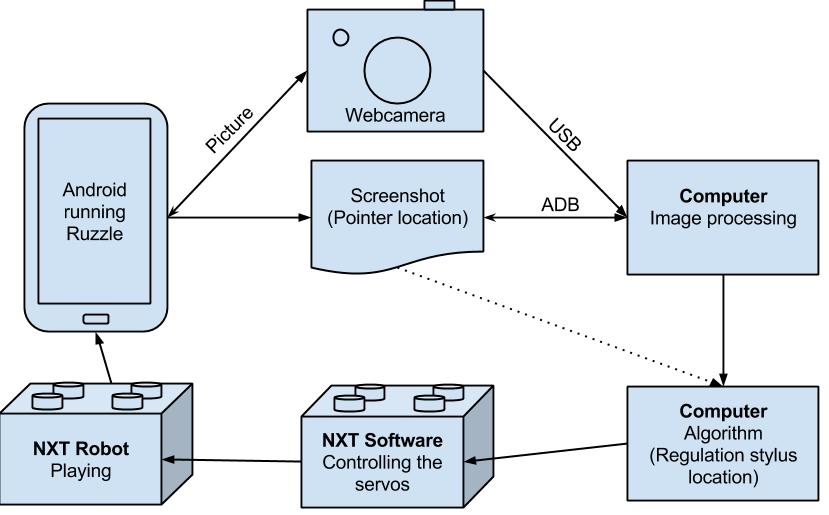 Webcamera
Picture
USB
Android
running
Ruzzle
Screenshot
(Pointer location)
ADB
Computer
Image processing
NXT Robot
Playing
NXT Software
Controlling the
servos
Computer
Algorithm
(Regulation stylus
location)